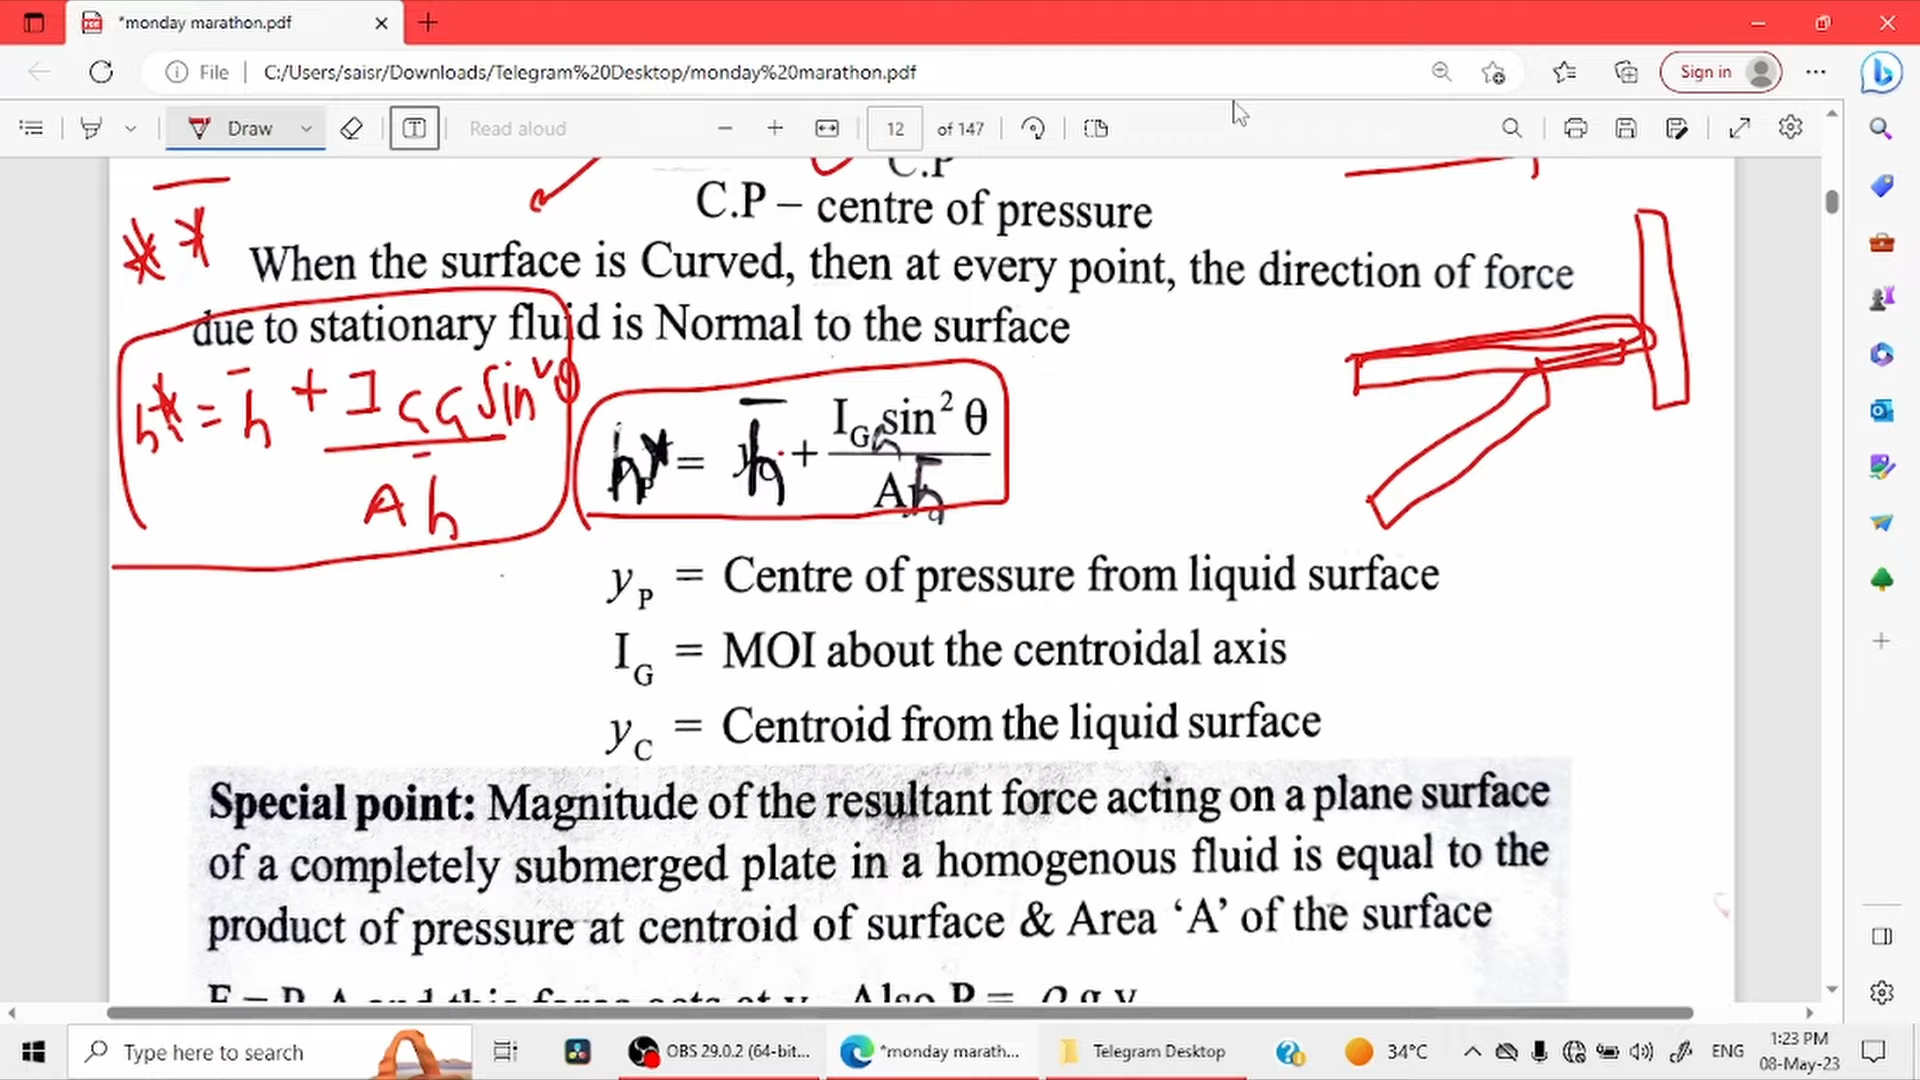 *monday marathon.pdf
File
C:/Users/saisr/Downloads/Telegram%20Desktop/monday%20marathon.pdf
Sign in
Draw
Read aloud
12 of 147
C.P
C.P – centre of pressure
** When the surface is Curved, then at every point, the direction of force
due to stationary fluid is Normal to the surface
h* = h̄ + I_GG Sin²θ / A h̄
h* = h̄ + I_G sin² θ / A h̄
y_P = Centre of pressure from liquid surface
I_G = MOI about the centroidal axis
y_C = Centroid from the liquid surface
Special point: Magnitude of the resultant force acting on a plane surface
of a completely submerged plate in a homogenous fluid is equal to the
product of pressure at centroid of surface & Area ‘A’ of the surface
Type here to search
OBS 29.0.2 (64-bit...
*monday marath...
Telegram Desktop
34°C
ENG
1:23 PM
08-May-23